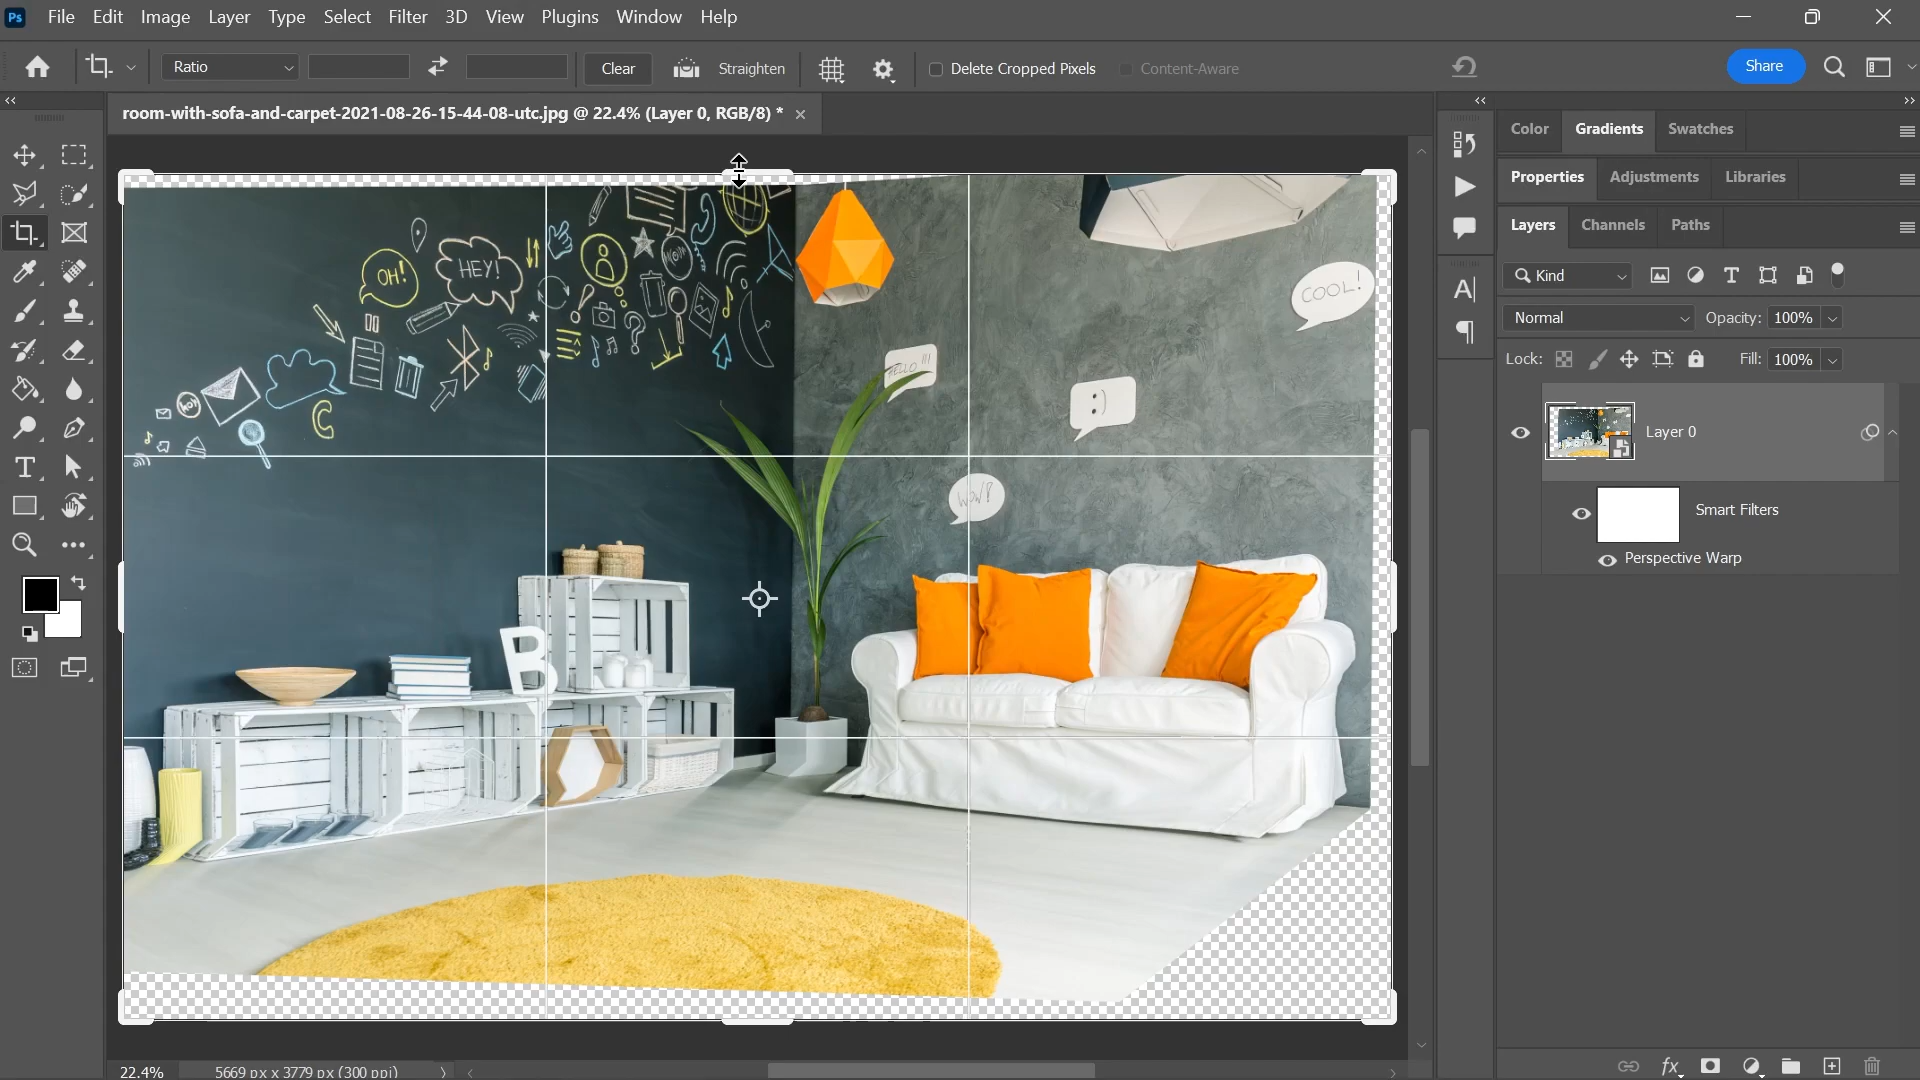 Ps File Edit Image Layer Type Select Filter 3D View Plugins Window Help
Ratio Clear Straighten Delete Cropped Pixels Content-Aware Share
room-with-sofa-and-carpet-2021-08-26-15-44-08-utc.jpg @ 22.4% (Layer 0, RGB/8) *
Color Gradients Swatches
Properties Adjustments Libraries
Layers Channels Paths
Kind
Normal Opacity: 100%
Lock: Fill: 100%
Layer 0
Smart Filters
Perspective Warp
OH!
HEY!
COOL!
HELLO!!!
WOW!
B
22.4% 5669 px x 3779 px (300 ppi)